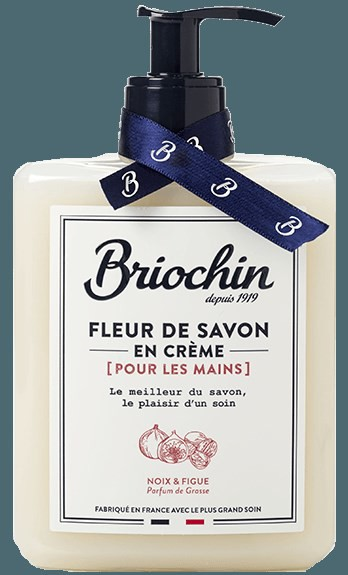 B B B
B
Briochin
depuis 1919
FLEUR DE SAVON
EN CRÈME
[POUR LES MAINS]
Le meilleur du savon,
le plaisir d'un soin
NOIX & FIGUE
Parfum de Grasse
FABRIQUÉ EN FRANCE AVEC LE PLUS GRAND SOIN